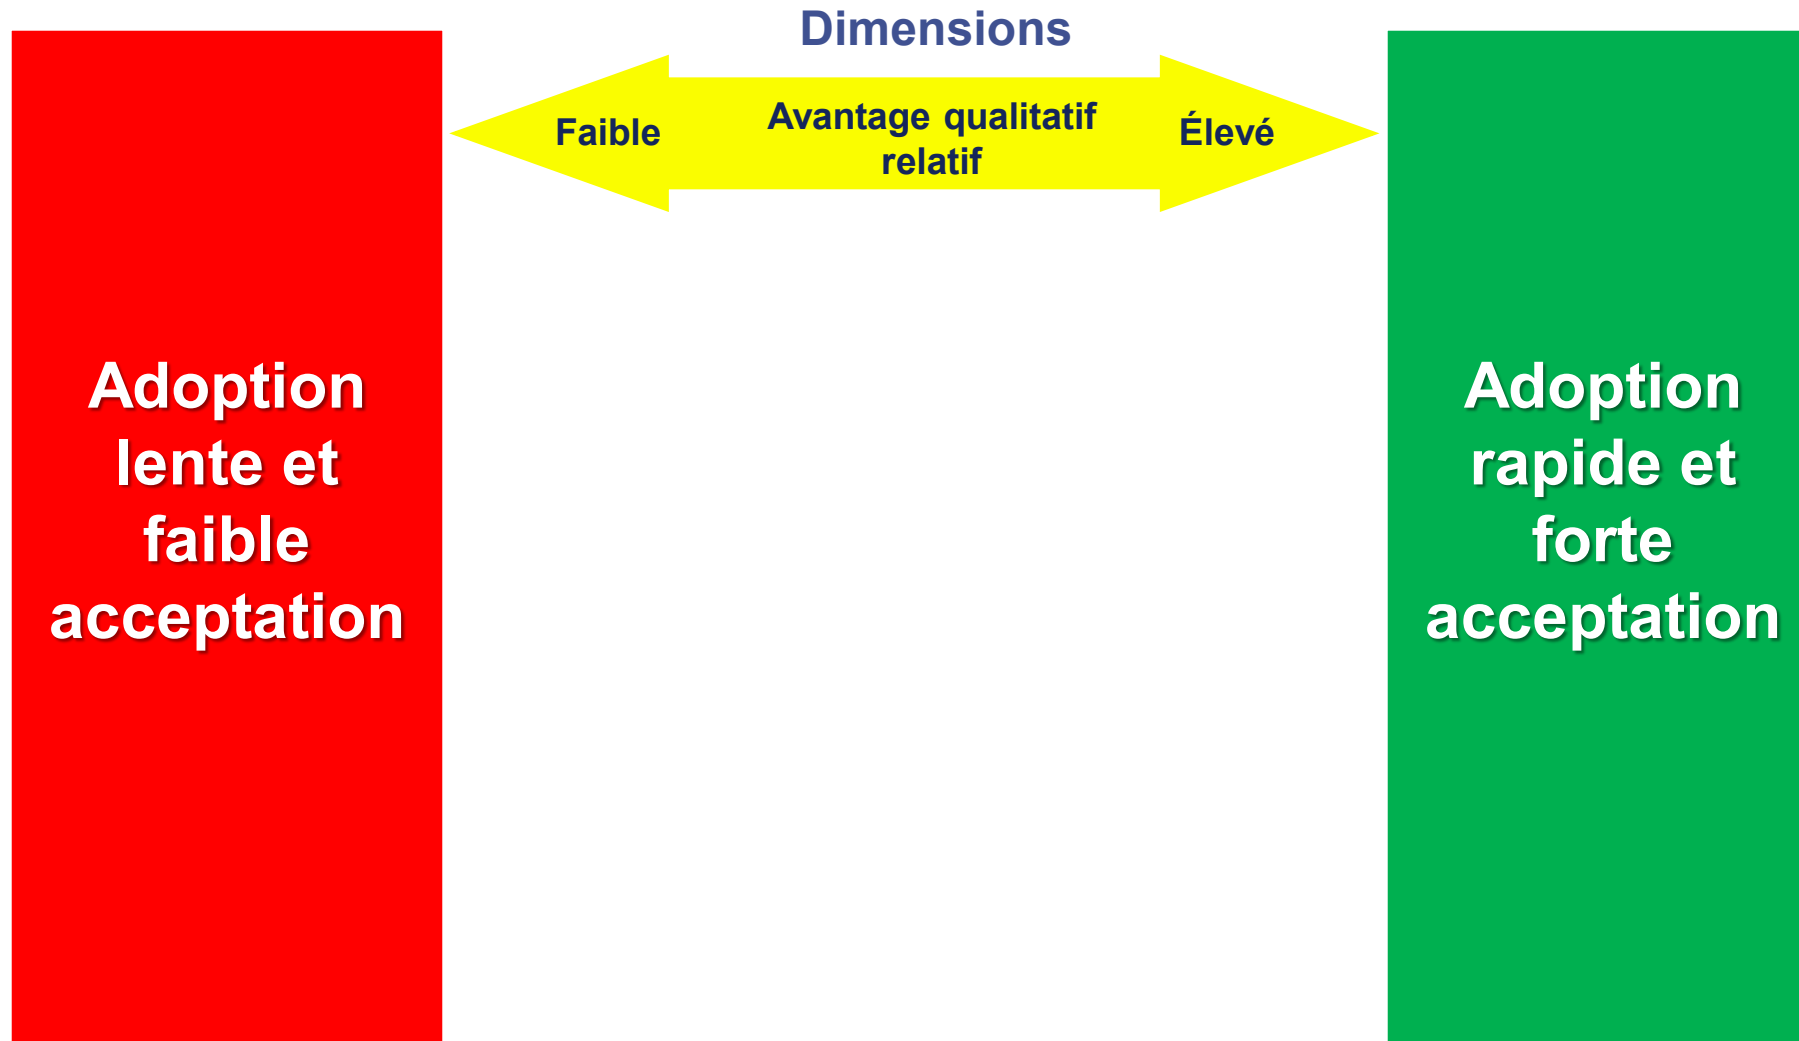 Dimensions
Faible
Avantage qualitatif
relatif
Élevé
Adoption
lente et
faible
acceptation
Adoption
rapide et
forte
acceptation